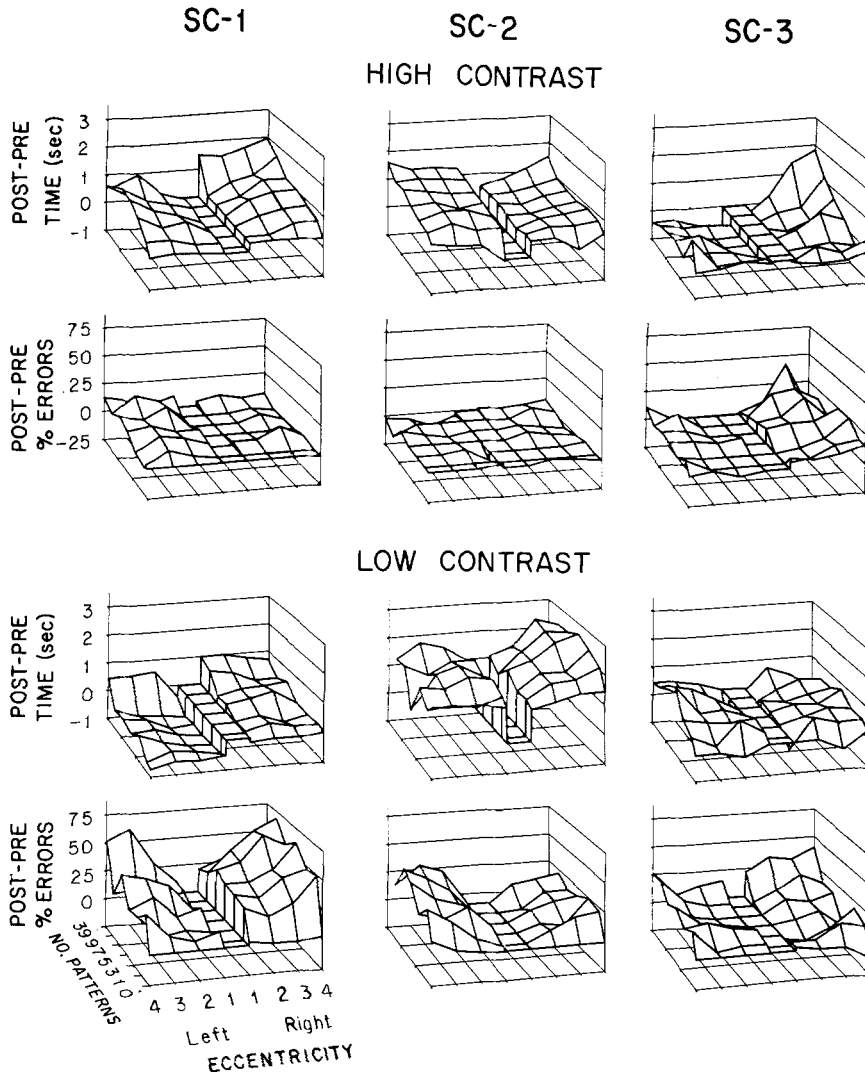 SC-1 SC-2 SC-3
HIGH CONTRAST
POST-PRE
TIME (sec)
3
2
1
0
-1
POST-PRE
% ERRORS
75
50
25
0
-25
LOW CONTRAST
POST-PRE
TIME (sec)
3
2
1
0
-1
POST-PRE
% ERRORS
75
50
25
0
NO. PATTERNS
4 3 2 1 1 2 3 4
Left Right
ECCENTRICITY